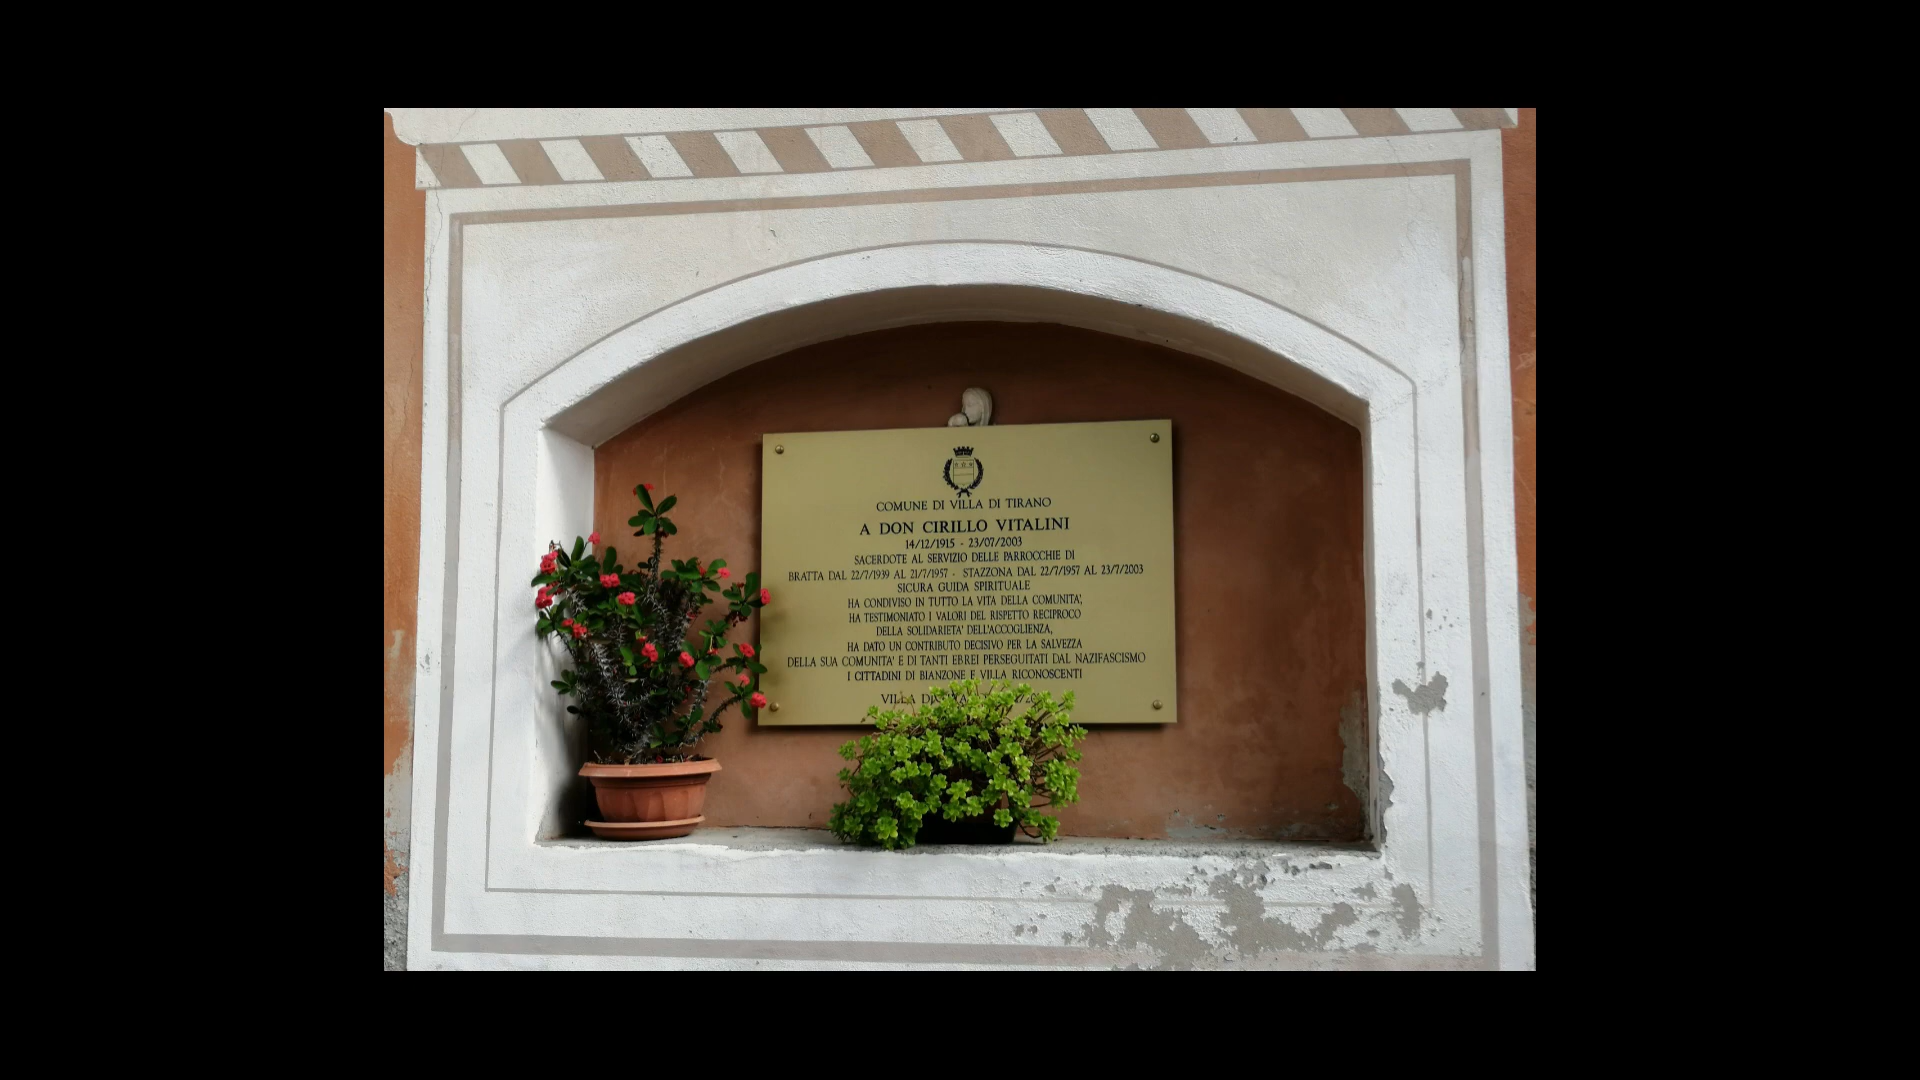 COMUNE DI VILLA DI TIRANO
A DON CIRILLO VITALINI
14/12/1915 - 23/07/2003
SACERDOTE AL SERVIZIO DELLE PARROCCHIE DI
BRATTA DAL 22/7/1939 AL 21/7/1957 - STAZZONA DAL 22/7/1957 AL 23/7/2003
SICURA GUIDA SPIRITUALE
HA CONDIVISO IN TUTTO LA VITA DELLA COMUNITA',
HA TESTIMONIATO I VALORI DEL RISPETTO RECIPROCO
DELLA SOLIDARIETA' DELL'ACCOGLIENZA,
HA DATO UN CONTRIBUTO DECISIVO PER LA SALVEZZA
DELLA SUA COMUNITA' E DI TANTI EBREI PERSEGUITATI DAL NAZIFASCISMO
I CITTADINI DI BIANZONE E VILLA RICONOSCENTI
VILLA DI